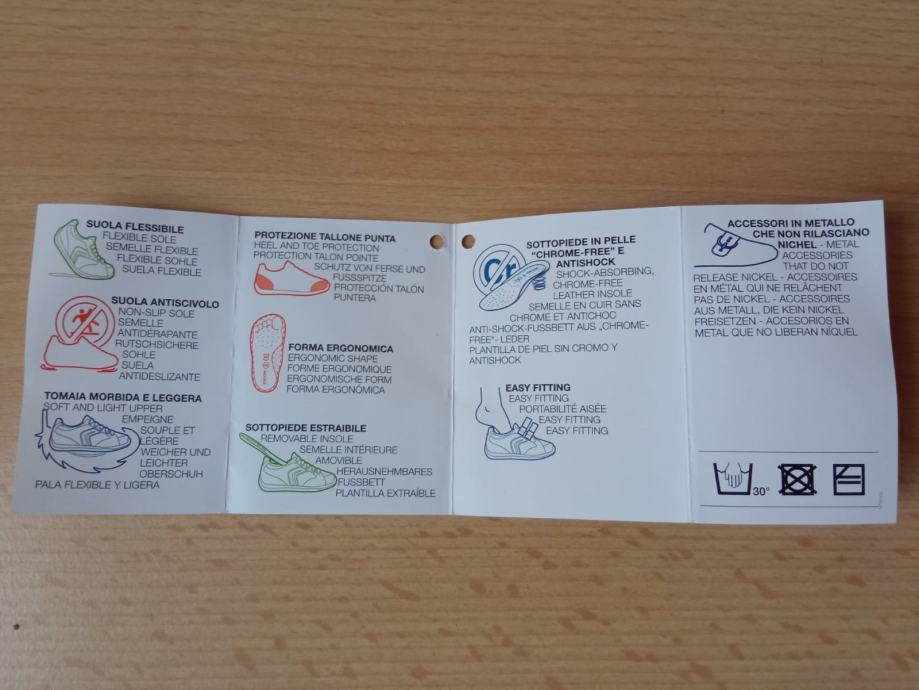 SUOLA FLESSIBILE
FLEXIBLE SOLE
SEMELLE FLEXIBLE
FLEXIBLE SOHLE
SUELA FLEXIBLE
SUOLA ANTISCIVOLO
NON-SLIP SOLE
SEMELLE
ANTIDÉRAPANTE
RUTSCHSICHERE
SOHLE
SUELA
ANTIDESLIZANTE
TOMAIA MORBIDA E LEGGERA
SOFT AND LIGHT UPPER
EMPEIGNE
SOUPLE ET
LÉGÈRE
WEICHER UND
LEICHTER
OBERSCHUH
PALA FLEXIBLE Y LIGERA
PROTEZIONE TALLONE PUNTA
HEEL AND TOE PROTECTION
PROTECTION TALON POINTE
SCHUTZ VON FERSE UND
FUSSSPITZE
PROTECCIÓN TALÓN
PUNTERA
FORMA ERGONOMICA
ERGONOMIC SHAPE
FORME ERGONOMIQUE
ERGONOMISCHE FORM
FORMA ERGONÓMICA
SOTTOPIEDE ESTRAIBILE
REMOVABLE INSOLE
SEMELLE INTÉRIEURE
AMOVIBLE
HERAUSNEHMBARES
FUSSBETT
PLANTILLA EXTRAÍBLE
Cr
SOTTOPIEDE IN PELLE
"CHROME-FREE" E
ANTISHOCK
SHOCK-ABSORBING,
CHROME-FREE
LEATHER INSOLE
SEMELLE EN CUIR SANS
CHROME ET ANTICHOC
ANTI-SHOCK-FUSSBETT AUS „CHROME-
FREE"- LEDER
PLANTILLA DE PIEL SIN CROMO Y
ANTISHOCK
EASY FITTING
EASY FITTING
PORTABILITÉ AISÉE
EASY FITTING
EASY FITTING
ACCESSORI IN METALLO
CHE NON RILASCIANO
NICHEL - METAL
ACCESSORIES
THAT DO NOT
RELEASE NICKEL - ACCESSOIRES
EN MÉTAL QUI NE RELÂCHENT
PAS DE NICKEL - ACCESSOIRES
AUS METALL, DIE KEIN NICKEL
FREISETZEN - ACCESORIOS EN
METAL QUE NO LIBERAN NÍQUEL
30°